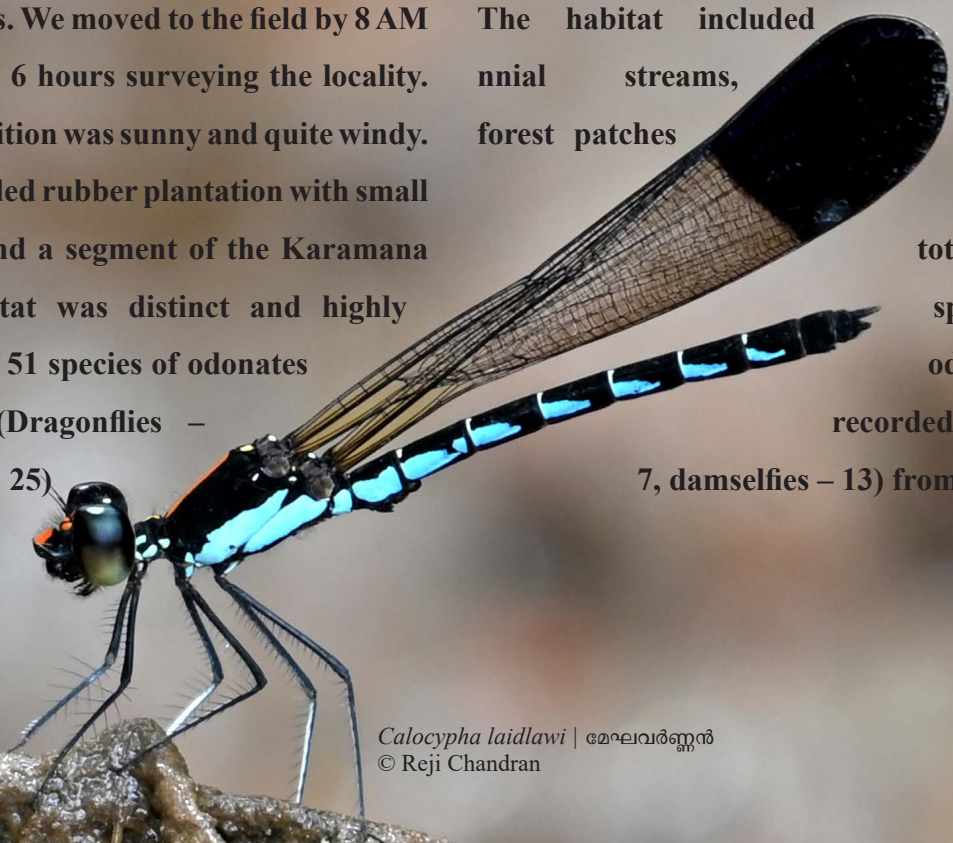 s. We moved to the field by 8 AM
6 hours surveying the locality.
ition was sunny and quite windy.
led rubber plantation with small
nd a segment of the Karamana
tat was distinct and highly
51 species of odonates
(Dragonflies –
25)
The habitat included
nnial streams,
forest patches
tot
sp
od
recorded
7, damselfies – 13) from
Calocypha laidlawi | മേഘവർണ്ണൻ
© Reji Chandran